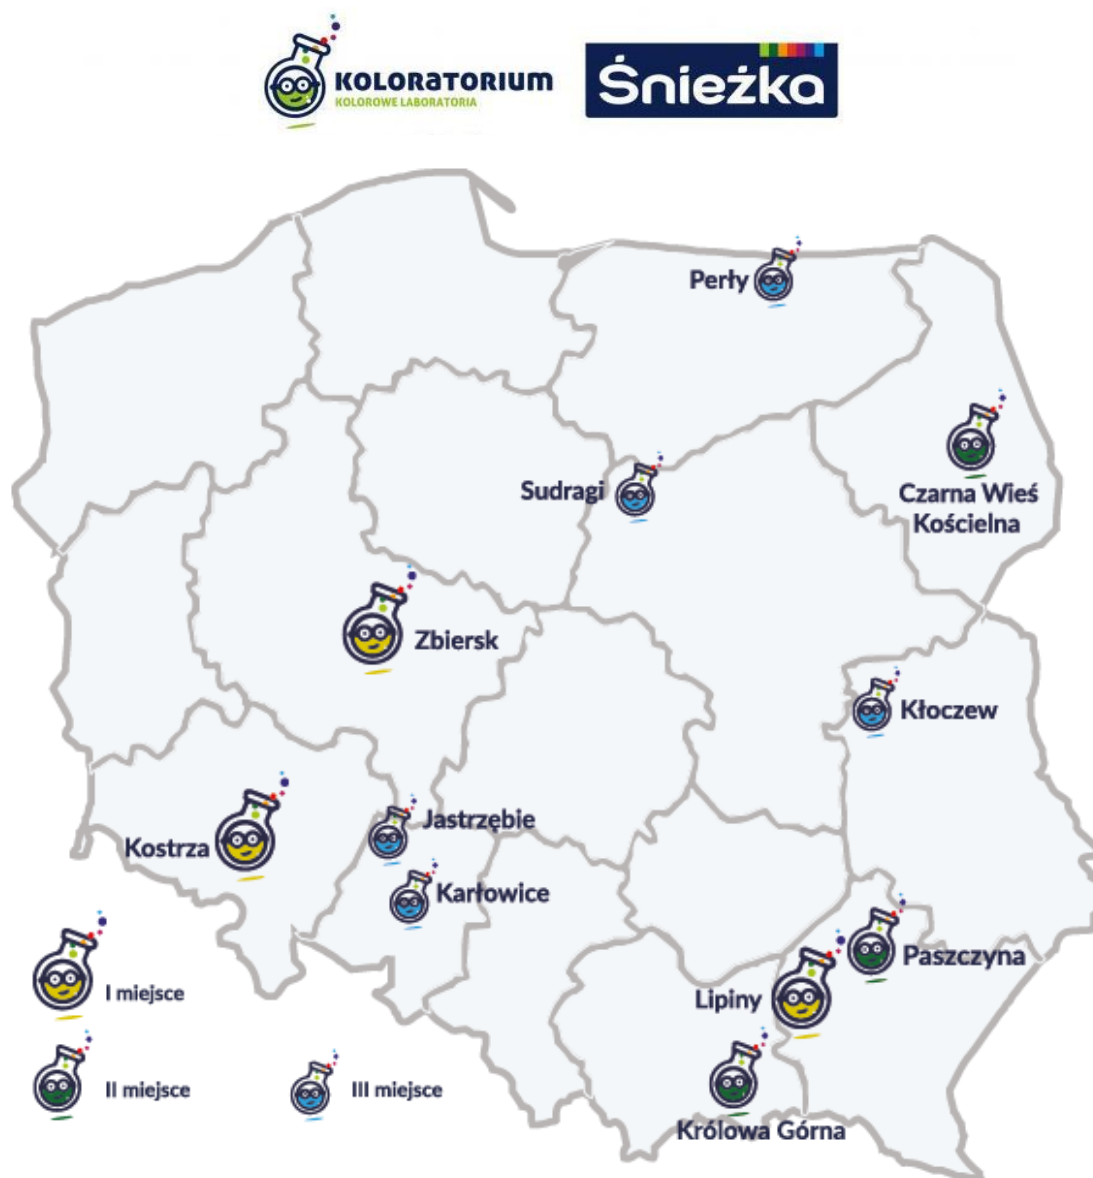 KOLORATORIUM
KOLOROWE LABORATORIA
Śnieżka
Perły
Sudragi
Czarna Wieś
Kościelna
Zbiersk
Kłoczew
Jastrzębie
Kostrza
Karłowice
Paszczyna
Lipiny
I miejsce
II miejsce
III miejsce
Królowa Górna